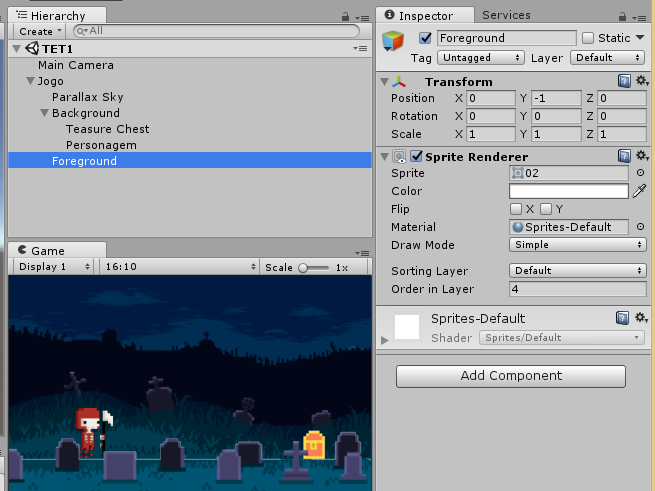 Hierarchy
Create All
TET1
Main Camera
Jogo
Parallax Sky
Background
Teasure Chest
Personagem
Foreground
Game
Display 1 16:10 Scale 1x
Inspector Services
Foreground Static
Tag Untagged Layer Default
Transform
Position X 0 Y -1 Z 0
Rotation X 0 Y 0 Z 0
Scale X 1 Y 1 Z 1
Sprite Renderer
Sprite 02
Color
Flip X Y
Material Sprites-Default
Draw Mode Simple
Sorting Layer Default
Order in Layer 4
Sprites-Default
Shader Sprites/Default
Add Component